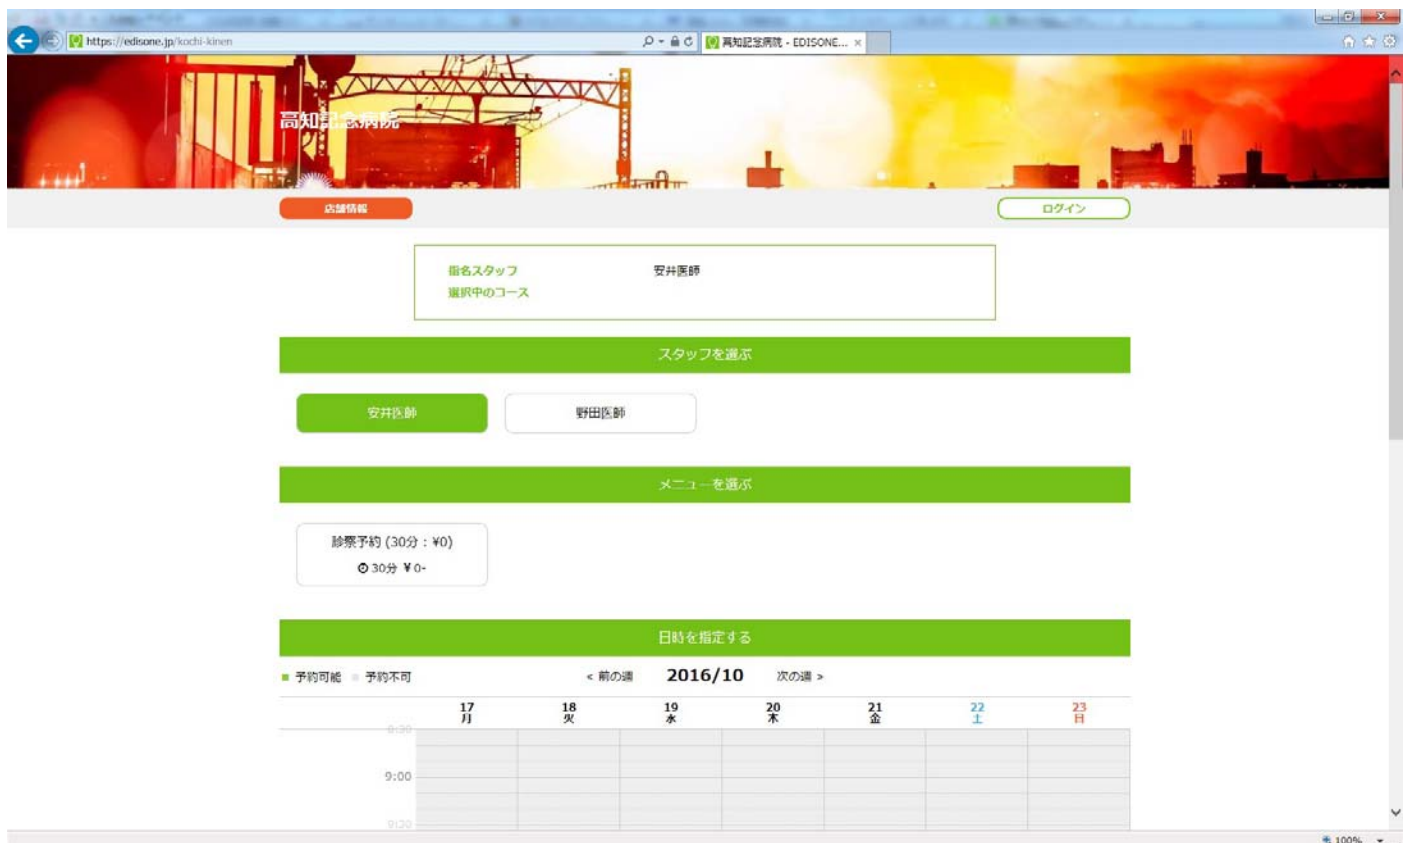 https://edisone.jp/kochi-kinen
高知記念病院 - EDISONE...
高知記念病院
店舗情報
ログイン
指名スタッフ 安井医師
選択中のコース
スタッフを選ぶ
安井医師 野田医師
メニューを選ぶ
診察予約 (30分 : ¥0)
30分 ¥ 0-
日時を指定する
予約可能 予約不可 < 前の週 2016/10 次の週 >
17 18 19 20 21 22 23
月 火 水 木 金 土 日
8:30
9:00
9:30
100%